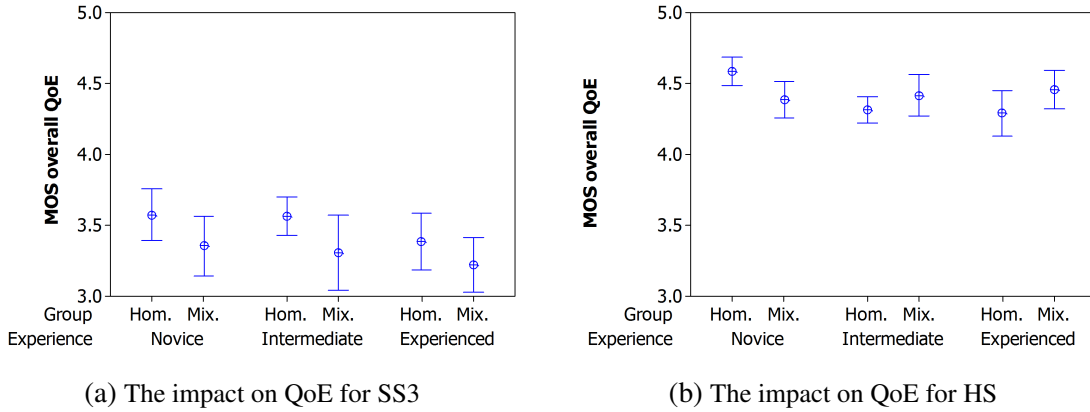 5.0
4.5
4.0
3.5
3.0
MOS overall QoE
Group Hom. Mix. Hom. Mix. Hom. Mix.
Experience Novice Intermediate Experienced
(a) The impact on QoE for SS3
5.0
4.5
4.0
3.5
3.0
MOS overall QoE
Group Hom. Mix. Hom. Mix. Hom. Mix.
Experience Novice Intermediate Experienced
(b) The impact on QoE for HS